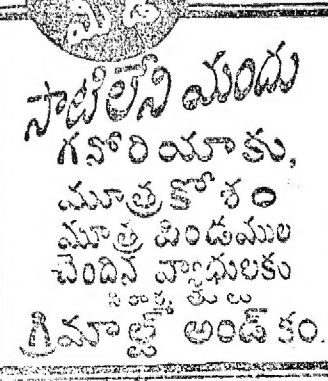 మిడి
సాటిలేని మందు
గనోరియాకు,
మూత్రకోశం
మూత్ర పిండముల
చెందిన వ్యాధులకు
గ్రిమాల్ట్ అండ్ కం.